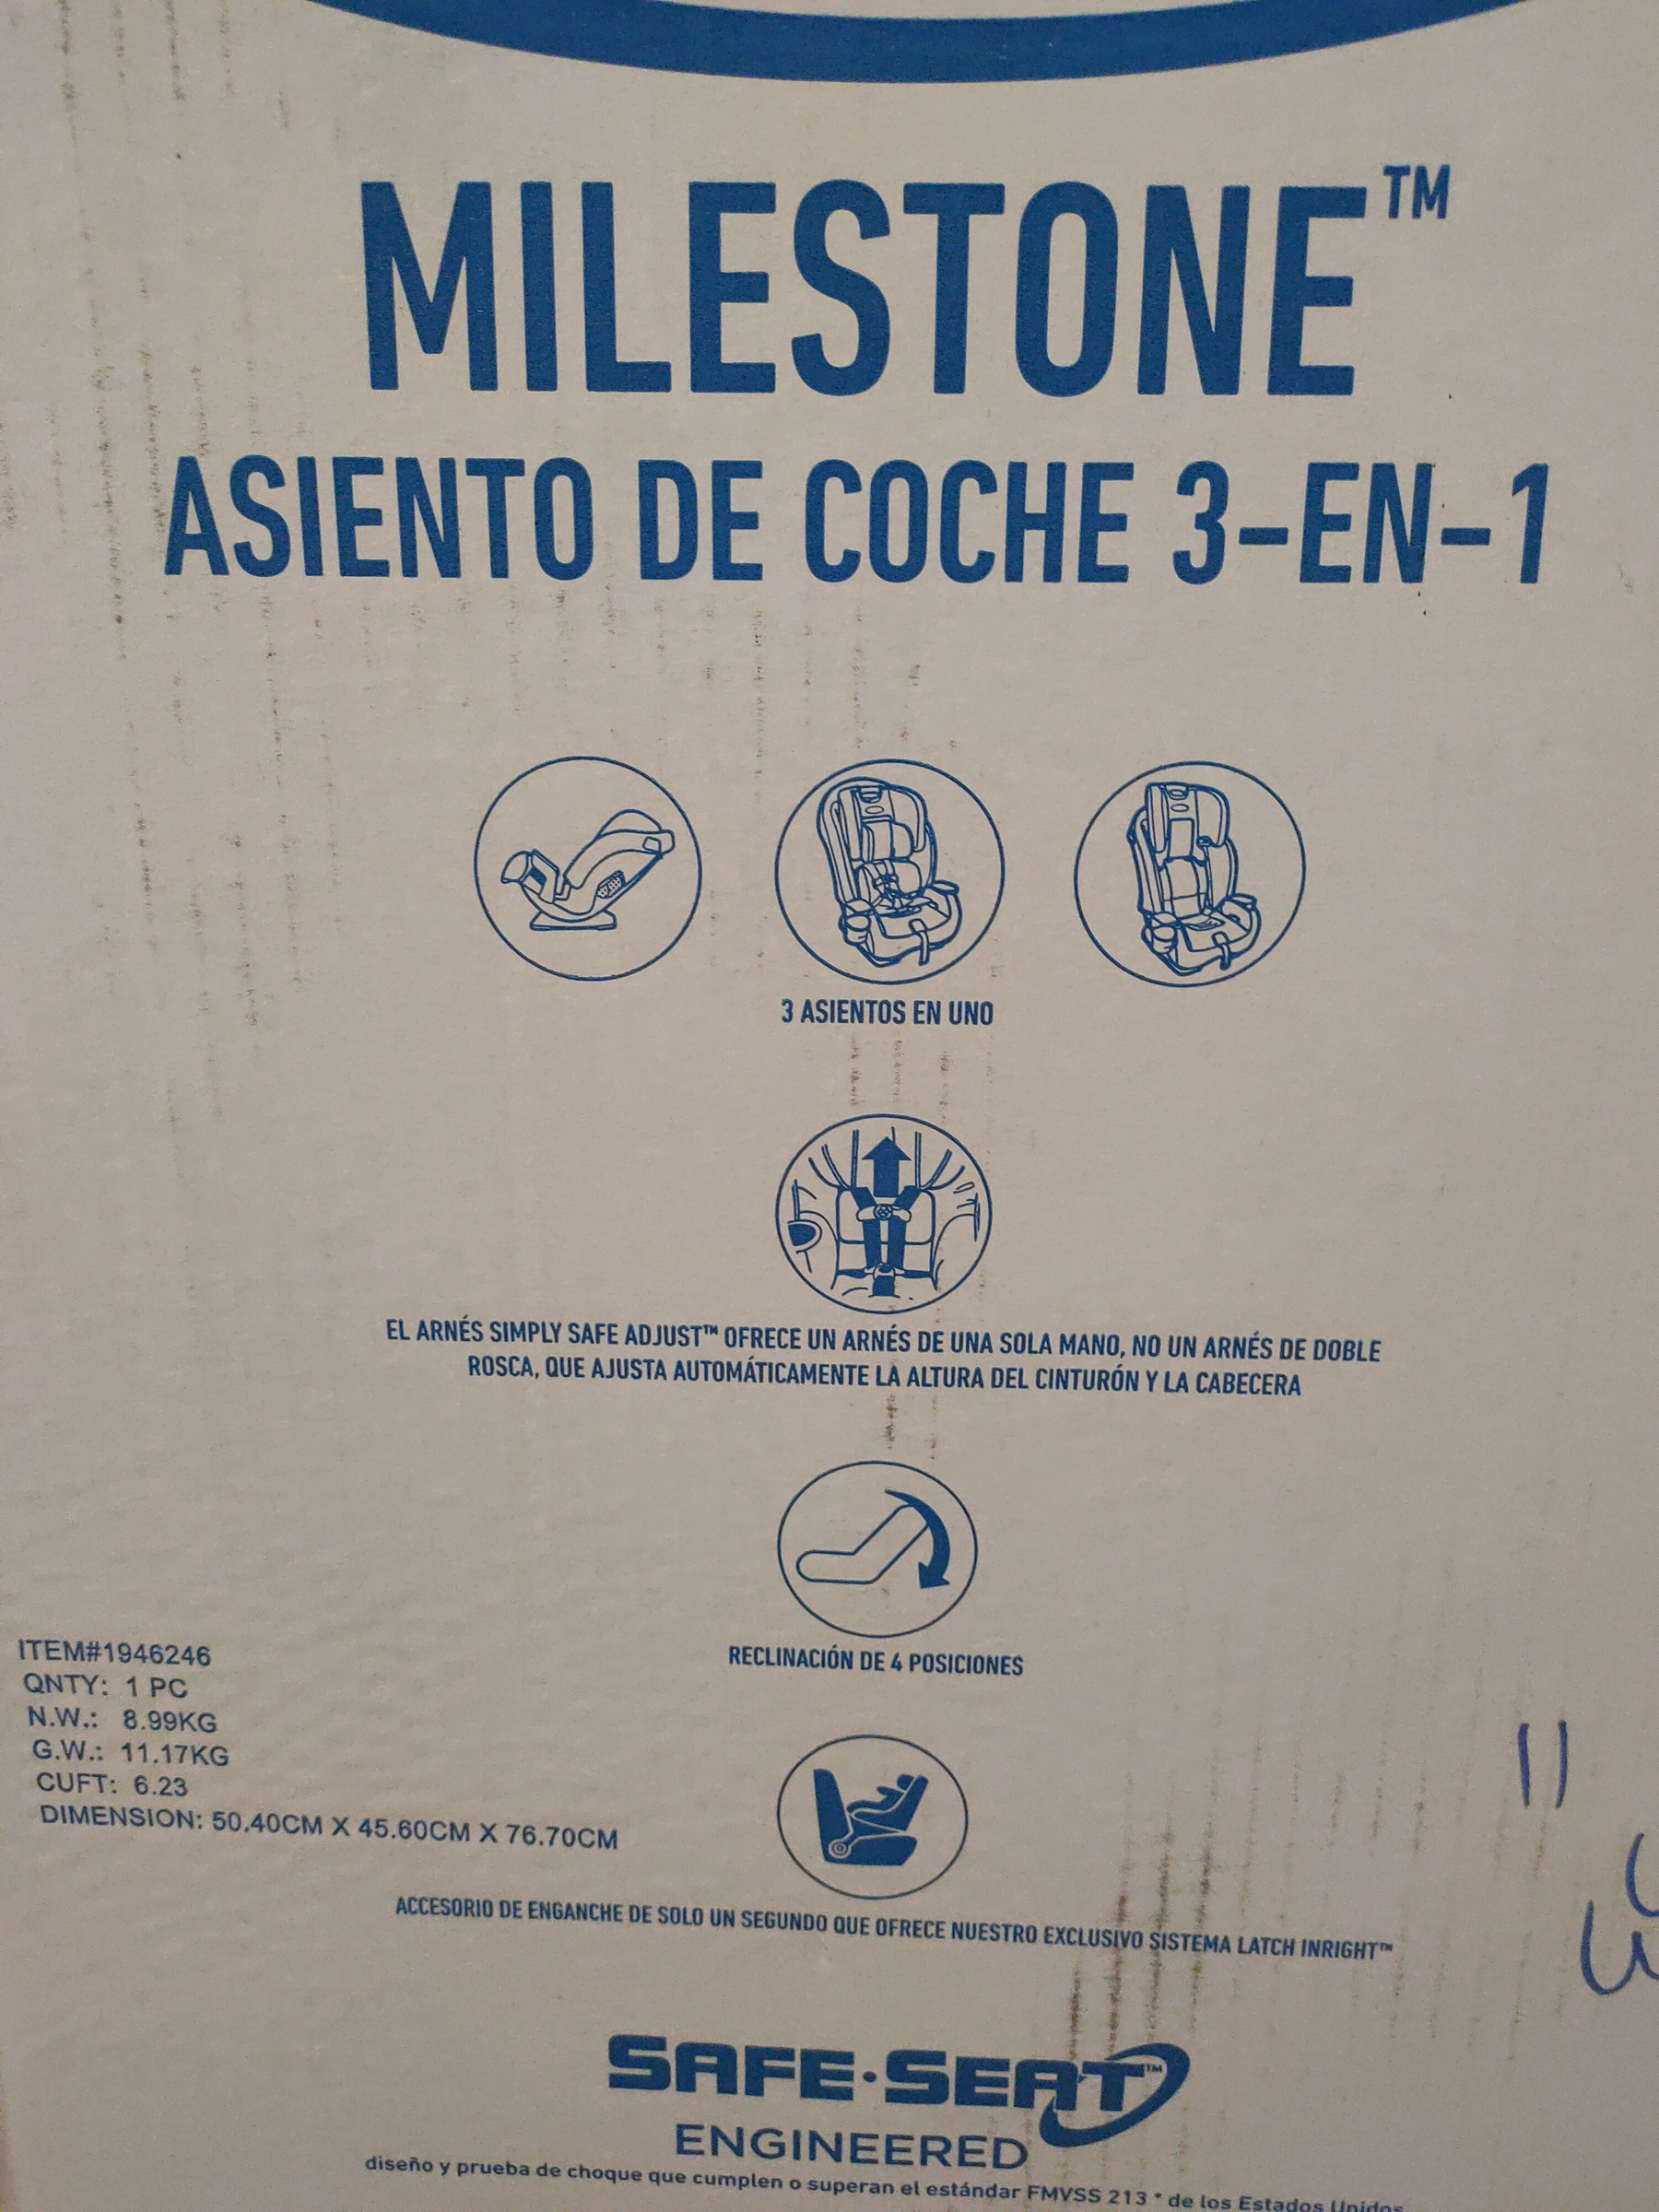 MILESTONE™
ASIENTO DE COCHE 3-EN-1
3 ASIENTOS EN UNO
EL ARNÉS SIMPLY SAFE ADJUST™ OFRECE UN ARNÉS DE UNA SOLA MANO, NO UN ARNÉS DE DOBLE
ROSCA, QUE AJUSTA AUTOMÁTICAMENTE LA ALTURA DEL CINTURÓN Y LA CABECERA
RECLINACIÓN DE 4 POSICIONES
ITEM#1946246
QNTY: 1 PC
N.W.: 8.99KG
G.W.: 11.17KG
CUFT: 6.23
DIMENSION: 50.40CM X 45.60CM X 76.70CM
ACCESORIO DE ENGANCHE DE SOLO UN SEGUNDO QUE OFRECE NUESTRO EXCLUSIVO SISTEMA LATCH INRIGHT™
SAFE·SEAT™
ENGINEERED
diseño y prueba de choque que cumplen o superan el estándar FMVSS 213 * de los Estados Unidos